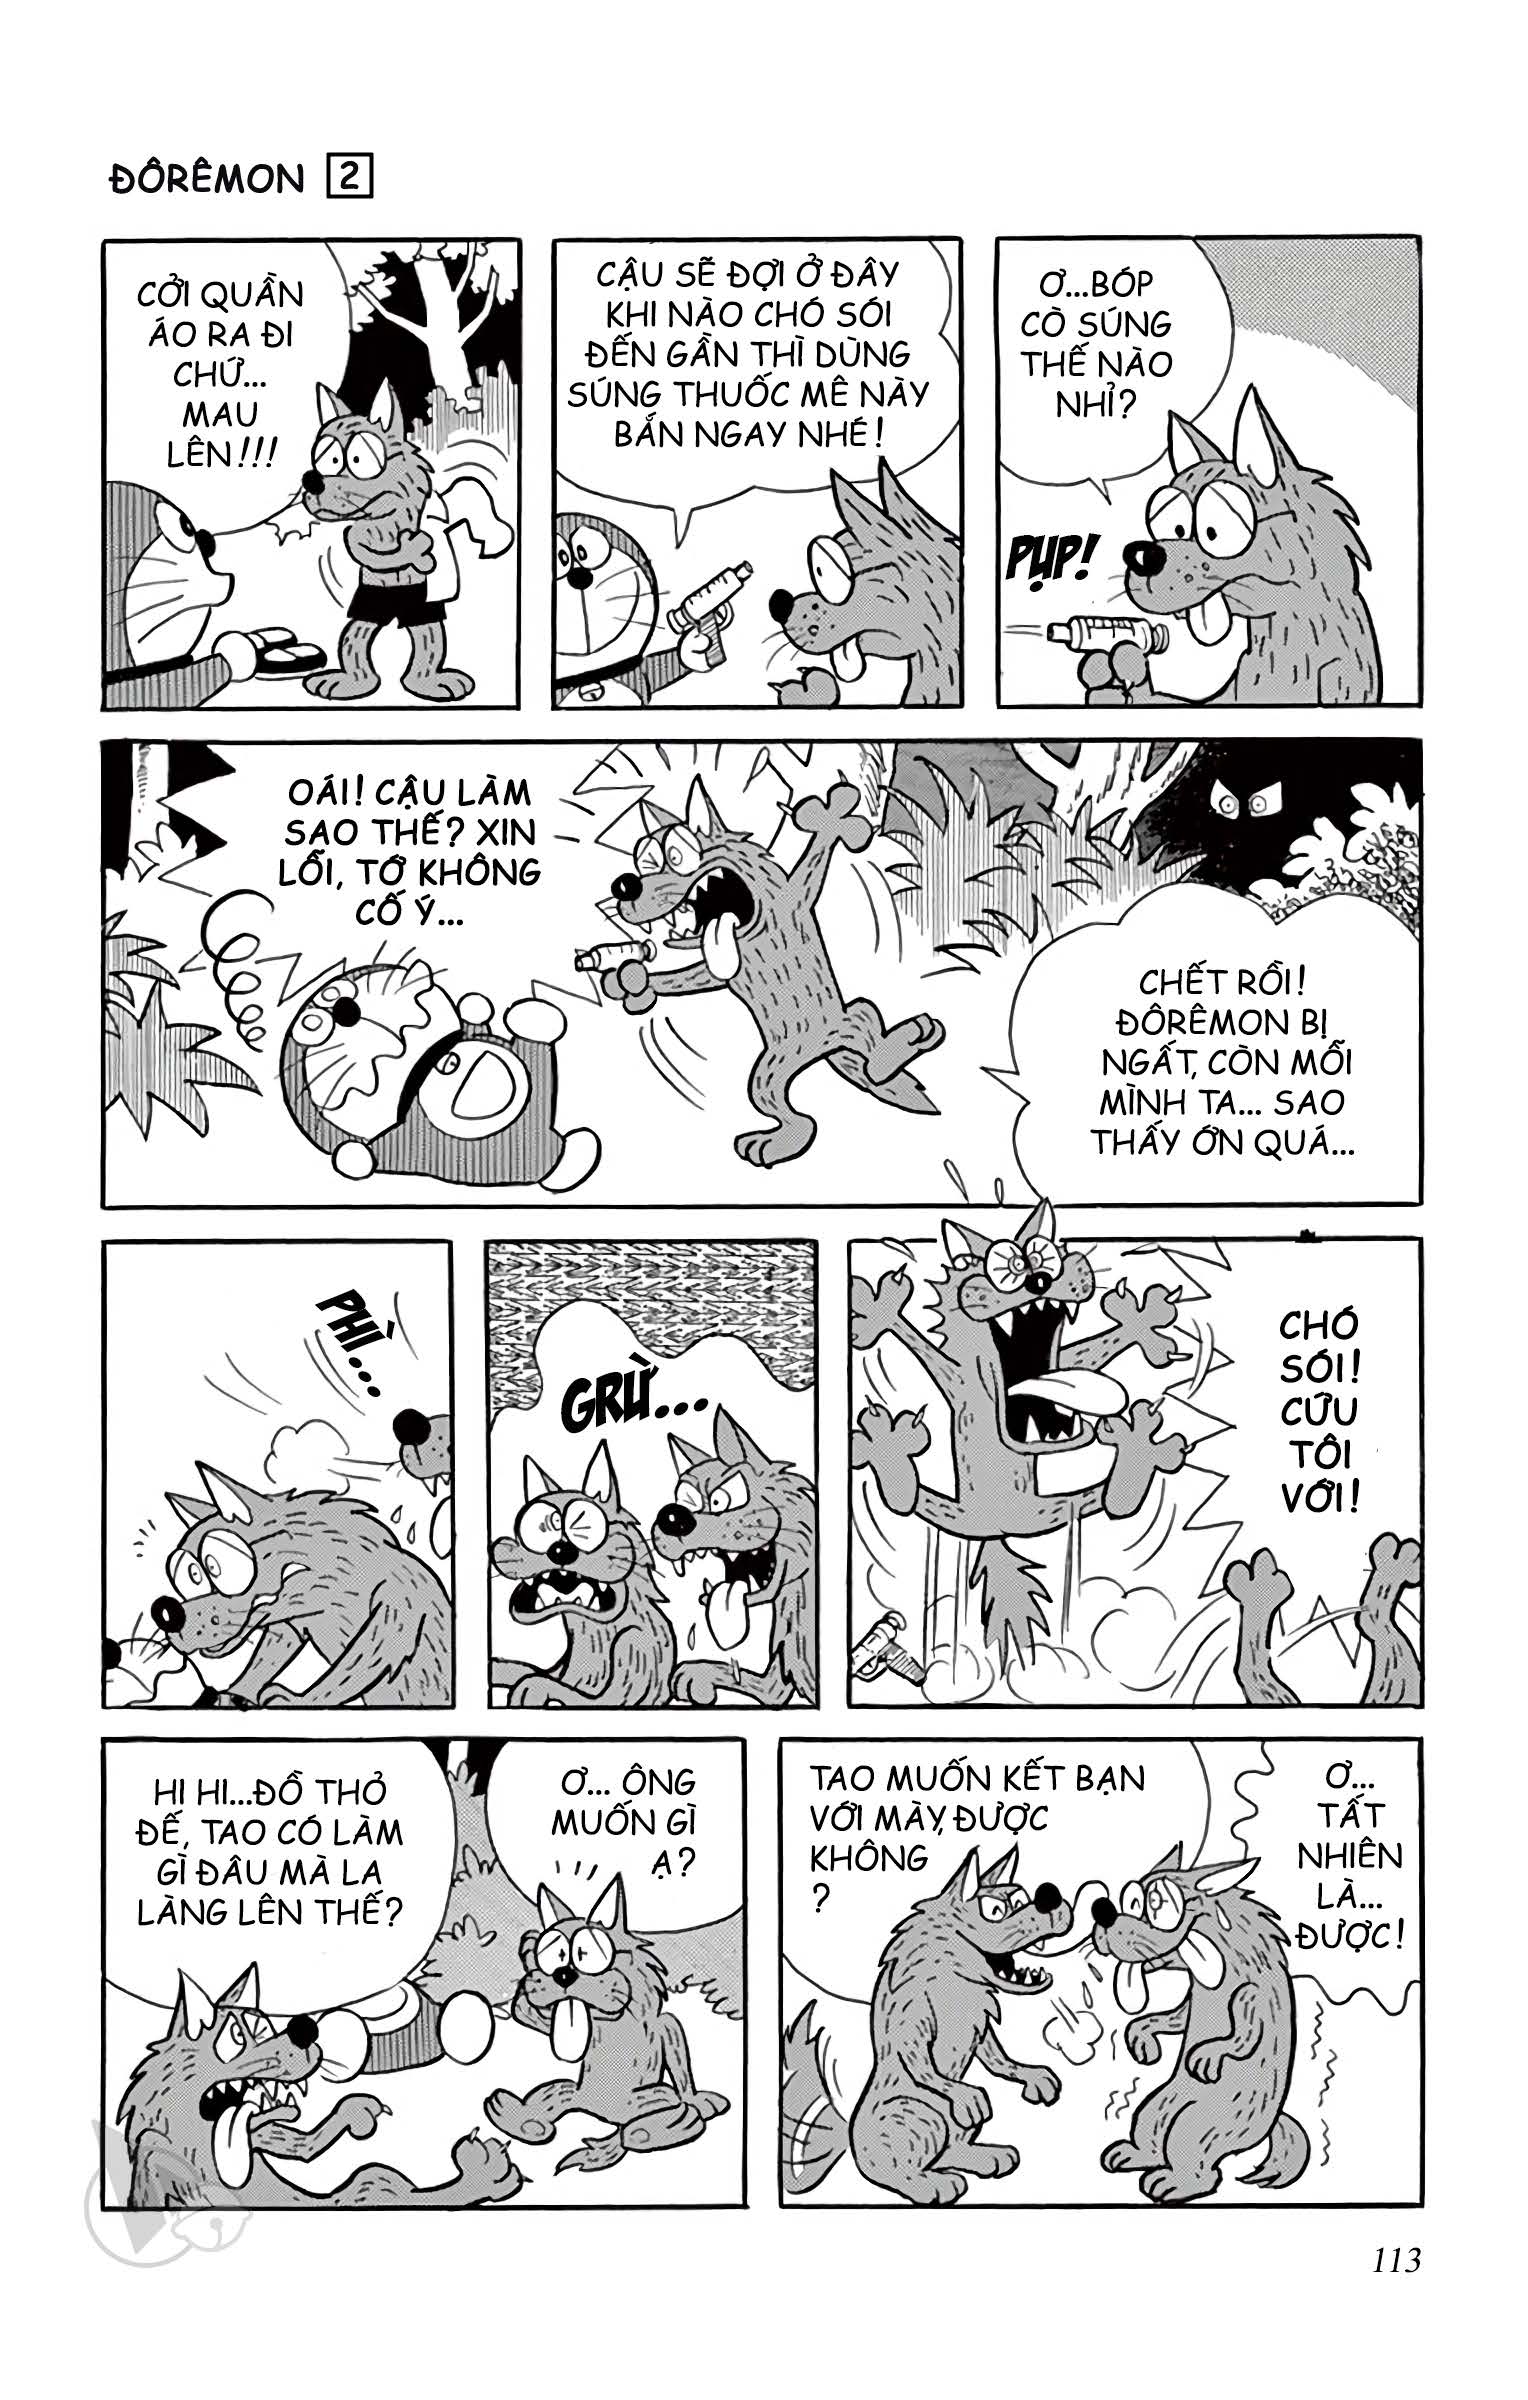 ĐÔRÊMON 2
CỞI QUẦN
ÁO RA ĐI
CHỨ...
MAU
LÊN!!!
CẬU SẼ ĐỢI Ở ĐÂY
KHI NÀO CHÓ SÓI
ĐẾN GẦN THÌ DÙNG
SÚNG THUỐC MÊ NÀY
BẮN NGAY NHÉ!
Ơ...BÓP
CÒ SÚNG
THẾ NÀO
NHỈ?
PỤP!
OÁI! CẬU LÀM
SAO THẾ? XIN
LỖI, TỚ KHÔNG
CỐ Ý...
CHẾT RỒI!
ĐÔRÊMON BỊ
NGẤT, CÒN MỖI
MÌNH TA... SAO
THẤY ỚN QUÁ...
PHÌ...
GRỪ...
CHÓ
SÓI!
CỨU
TÔI
VỚI!
HI HI...ĐỒ THỎ
ĐẾ, TAO CÓ LÀM
GÌ ĐÂU MÀ LA
LÀNG LÊN THẾ?
Ơ... ÔNG
MUỐN GÌ
Ạ?
TAO MUỐN KẾT BẠN
VỚI MÀY, ĐƯỢC
KHÔNG
?
Ơ...
TẤT
NHIÊN
LÀ...
ĐƯỢC!
113